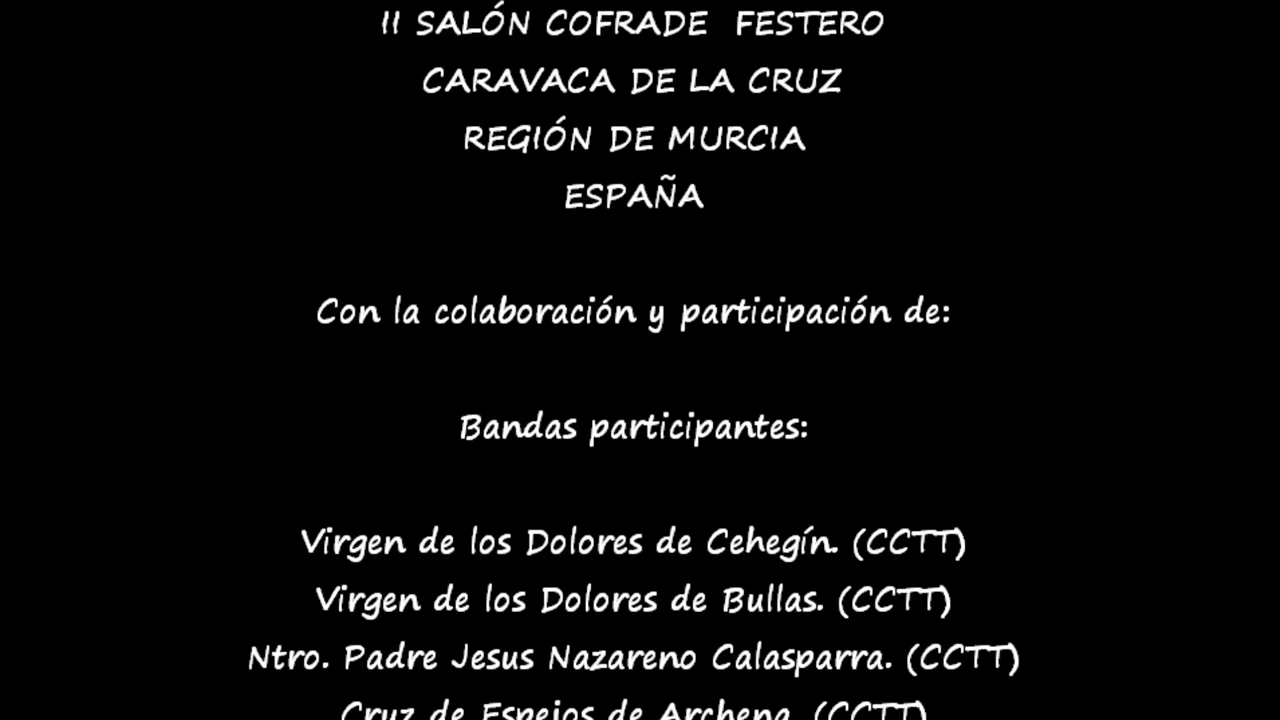 II SALÓN COFRADE FESTERO
CARAVACA DE LA CRUZ
REGIÓN DE MURCIA
ESPAÑA
Con la colaboración y participación de:
Bandas participantes:
Virgen de los Dolores de Cehegín. (CCTT)
Virgen de los Dolores de Bullas. (CCTT)
Ntro. Padre Jesus Nazareno Calasparra. (CCTT)
Cruz de Espejos de Archena. (CCTT)